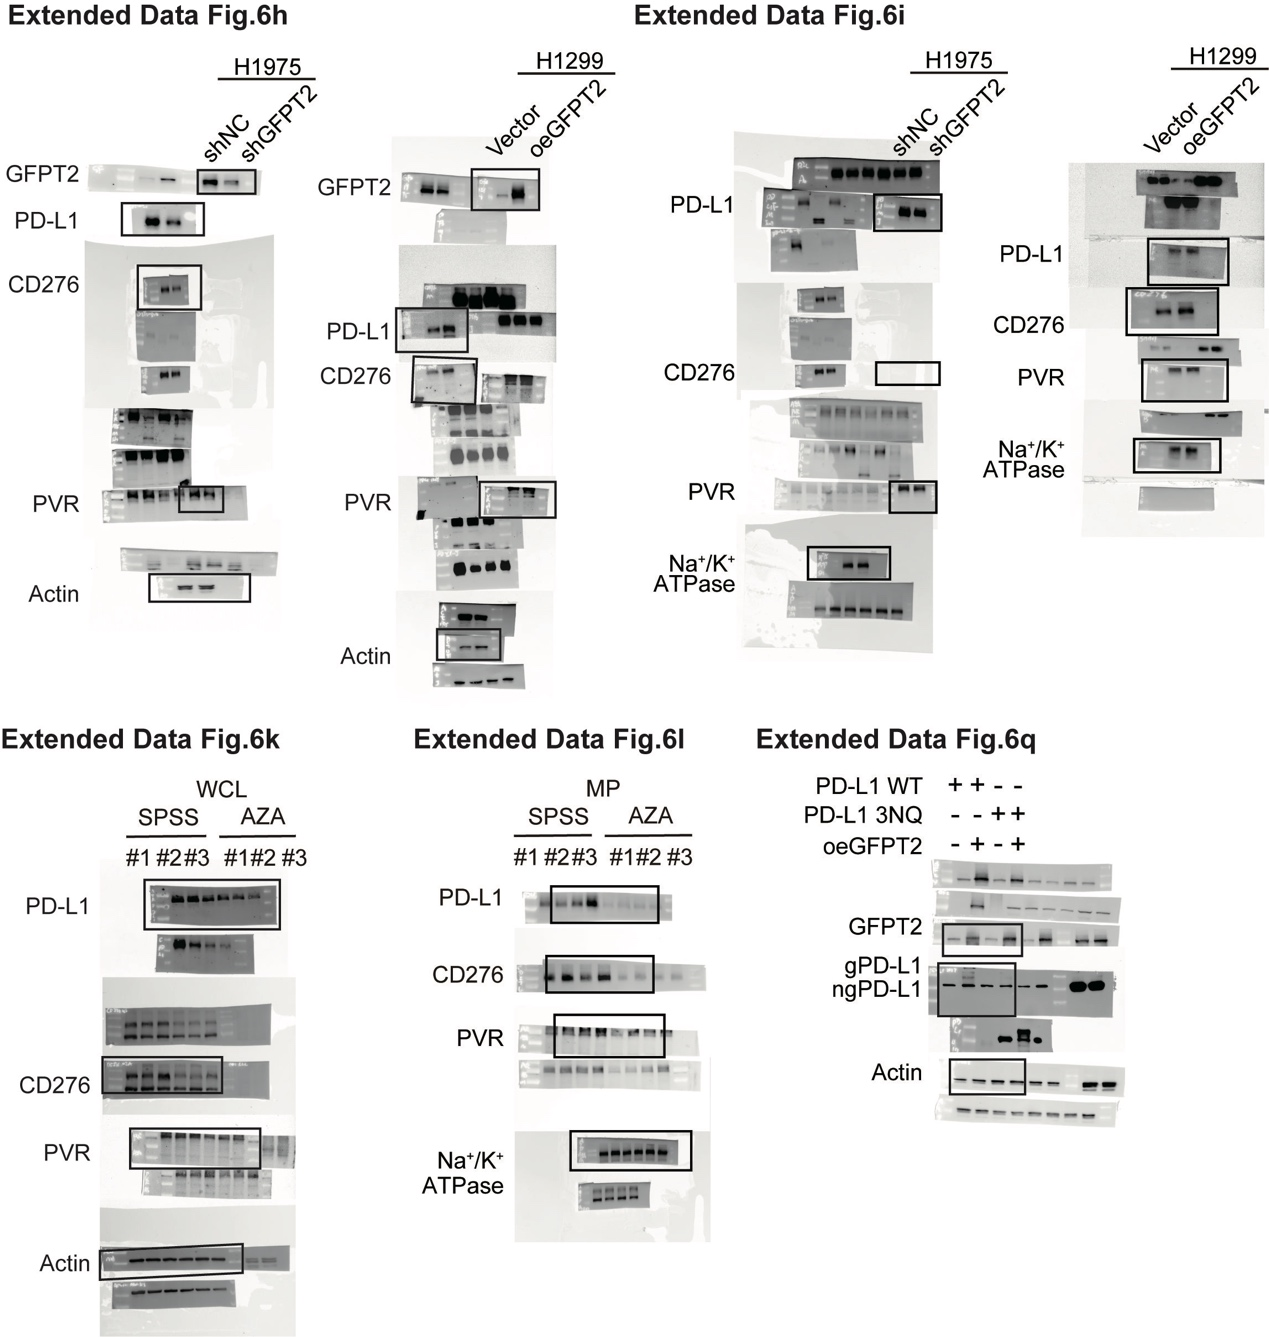 Extended Data Fig.6h
H1975
shNC
shGFPT2
GFPT2
PD-L1
CD276
PVR
Actin
H1299
Vector
oeGFPT2
GFPT2
PD-L1
CD276
PVR
Actin
Extended Data Fig.6i
H1975
shNC
shGFPT2
PD-L1
CD276
PVR
Na⁺/K⁺
ATPase
H1299
Vector
oeGFPT2
PD-L1
CD276
PVR
Na⁺/K⁺
ATPase
Extended Data Fig.6k
WCL
SPSS AZA
#1 #2 #3 #1 #2 #3
PD-L1
CD276
PVR
Actin
Extended Data Fig.6l
MP
SPSS AZA
#1 #2 #3 #1 #2 #3
PD-L1
CD276
PVR
Na⁺/K⁺
ATPase
Extended Data Fig.6q
PD-L1 WT + + - -
PD-L1 3NQ - - + +
oeGFPT2 - + - +
GFPT2
gPD-L1
ngPD-L1
Actin